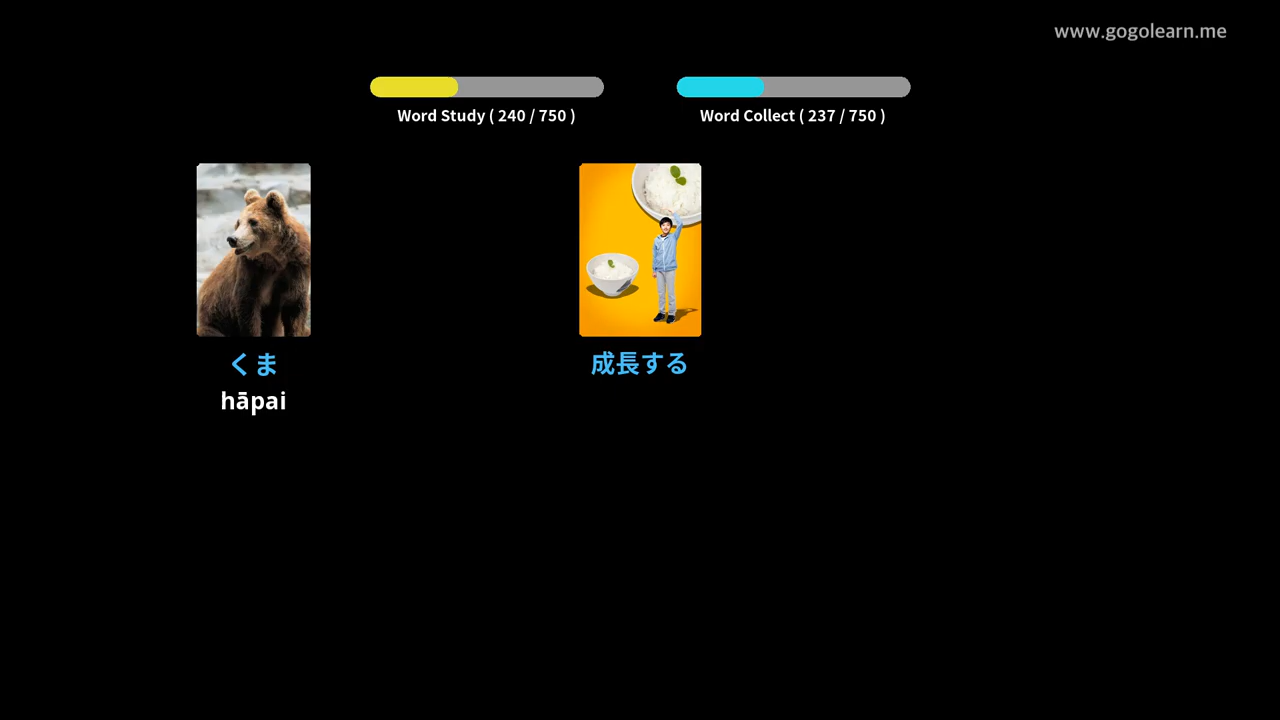 www.gogolearn.me
Word Study ( 240 / 750 )
Word Collect ( 237 / 750 )
くま
hāpai
成長する